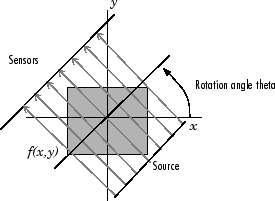 y
Sensors
Rotation angle theta
x
f(x,y)
Source